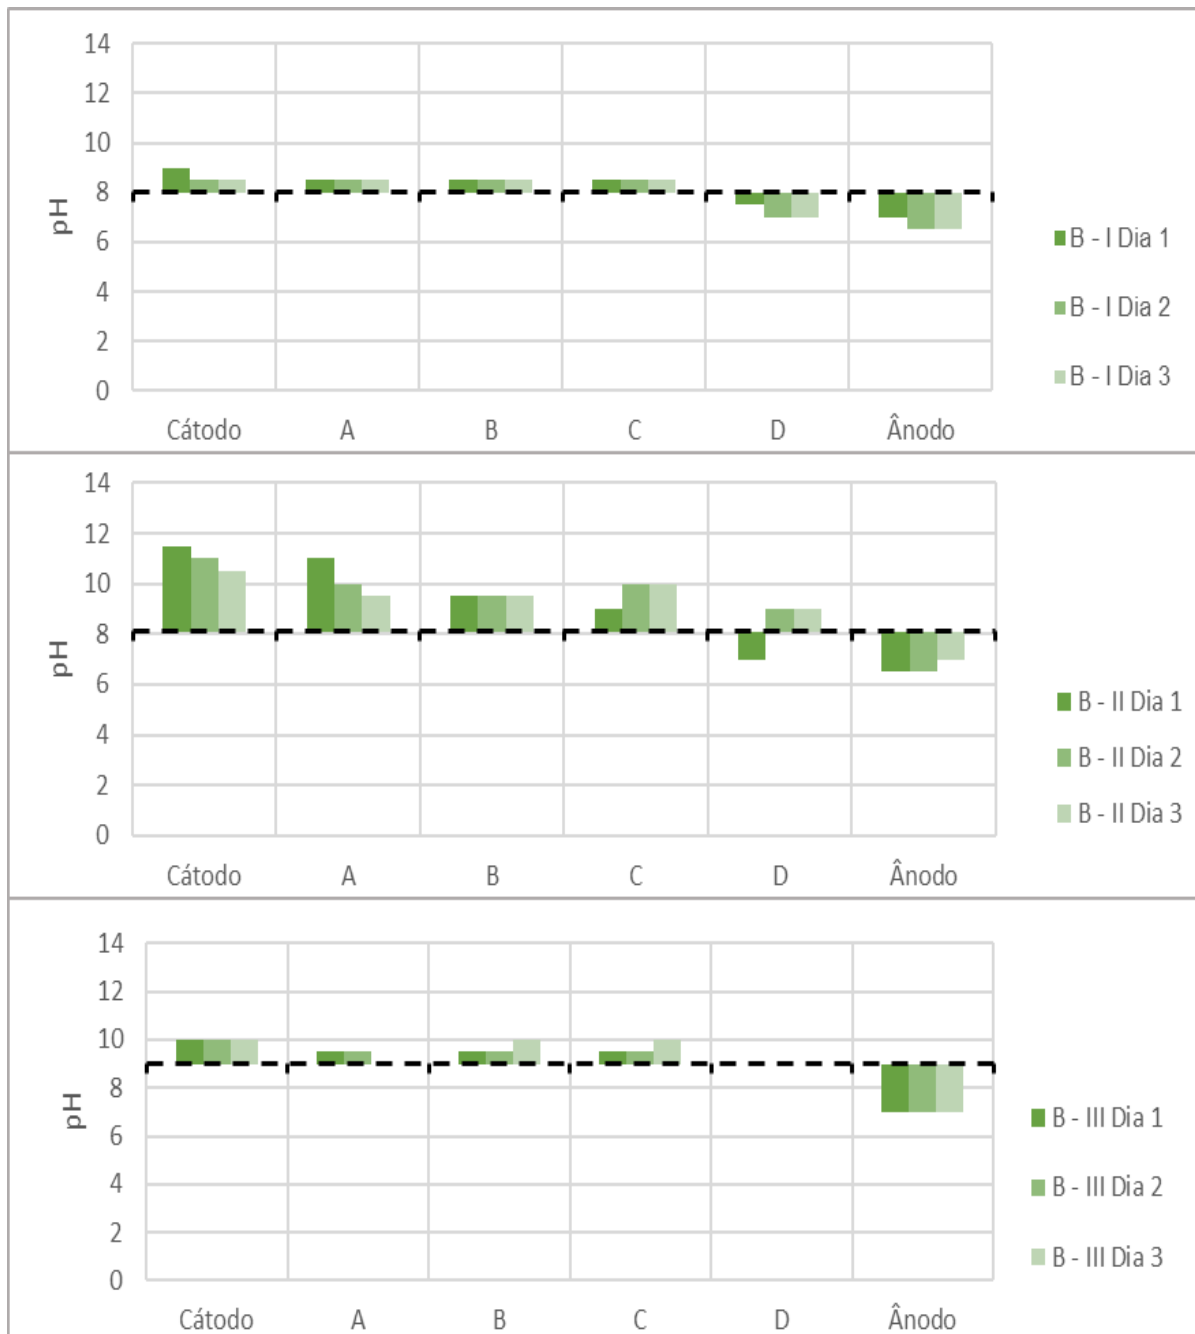 14
12
10
8
6
4
2
0
pH
Cátodo A B C D Ânodo
B - I Dia 1
B - I Dia 2
B - I Dia 3
14
12
10
8
6
4
2
0
pH
Cátodo A B C D Ânodo
B - II Dia 1
B - II Dia 2
B - II Dia 3
14
12
10
8
6
4
2
0
pH
Cátodo A B C D Ânodo
B - III Dia 1
B - III Dia 2
B - III Dia 3